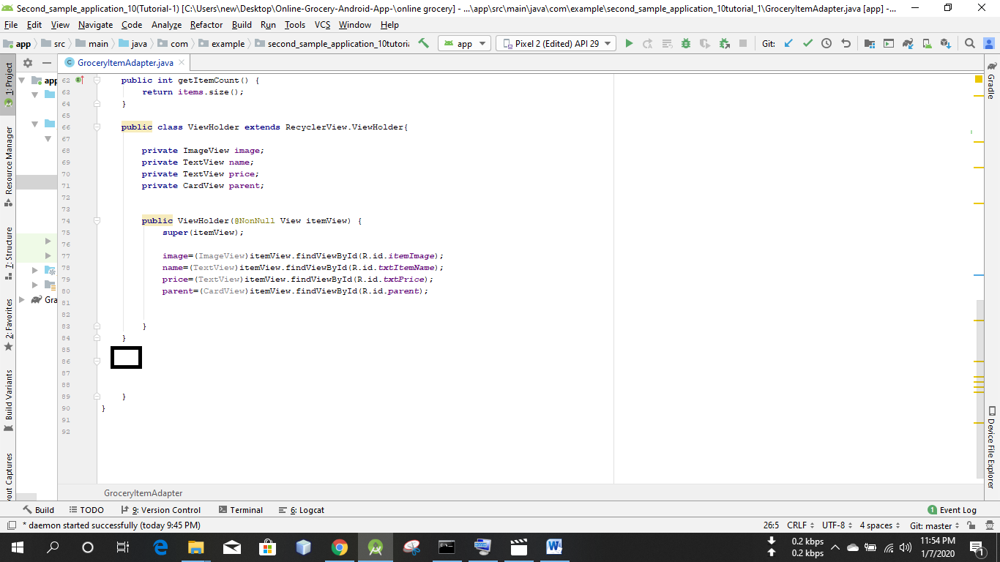 Second_sample_application_10(Tutorial-1) [C:\Users\new\Desktop\Online-Grocery-Android-App-\online grocery] - ...\app\src\main\java\com\example\second_sample_application_10tutorial_1\GroceryItemAdapter.java [app] -...
File Edit View Navigate Code Analyze Refactor Build Run Tools VCS Window Help
app src main java com example second_sample_application_10tutoria app Pixel 2 (Edited) API 29 Git:
GroceryItemAdapter.java
1: Project
Resource Manager
7: Structure
2: Favorites
Build Variants
yout Captures
app
Gra
62 public int getItemCount() {
63 return items.size();
64 }
65
66 public class ViewHolder extends RecyclerView.ViewHolder{
67
68 private ImageView image;
69 private TextView name;
70 private TextView price;
71 private CardView parent;
72
73
74 public ViewHolder(@NonNull View itemView) {
75 super(itemView);
76
77 image=(ImageView)itemView.findViewById(R.id.itemImage);
78 name=(TextView)itemView.findViewById(R.id.txtItemName);
79 price=(TextView)itemView.findViewById(R.id.txtPrice);
80 parent=(CardView)itemView.findViewById(R.id.parent);
81
82
83 }
84 }
85
86
87
88
89 }
90 }
91
92
Gradle
Device File Explorer
GroceryItemAdapter
Build TODO 9: Version Control Terminal 6: Logcat 1 Event Log
* daemon started successfully (today 9:45 PM) 26:5 CRLF UTF-8 4 spaces Git: master
0.2 kbps
0.2 kbps
11:54 PM
1/7/2020
1